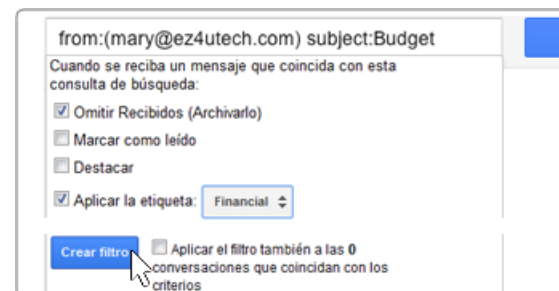 from:(mary@ez4utech.com) subject:Budget
Cuando se reciba un mensaje que coincida con esta
consulta de búsqueda:
Omitir Recibidos (Archivarlo)
Marcar como leído
Destacar
Aplicar la etiqueta: Financial
Crear filtro
Aplicar el filtro también a las 0
conversaciones que coincidan con los
criterios